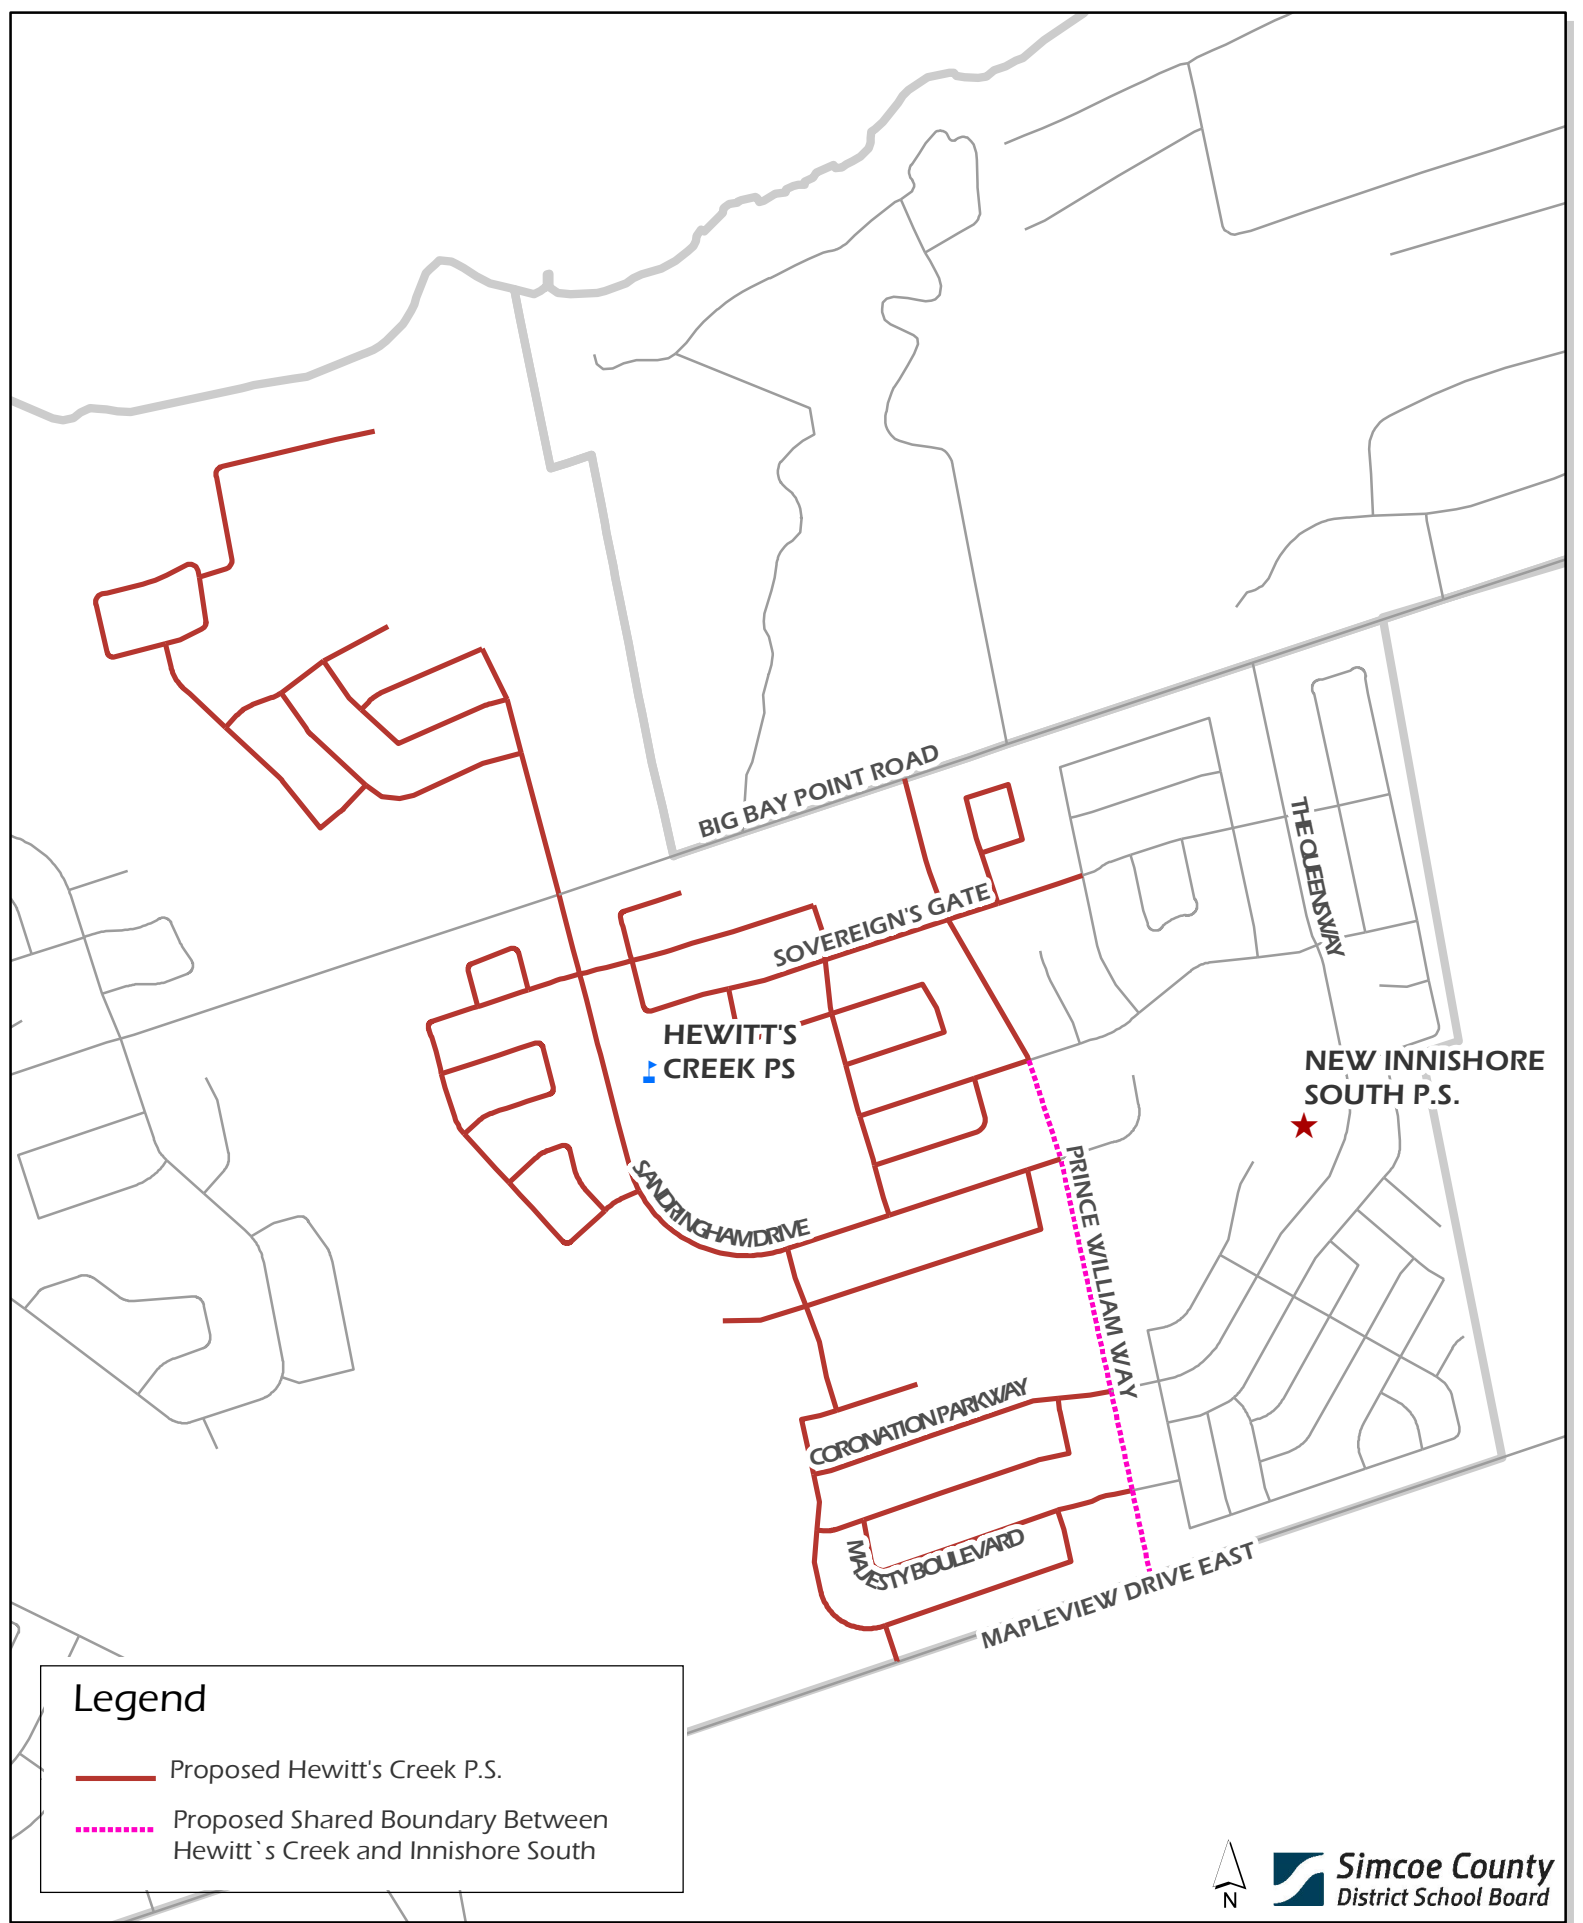 BIG BAY POINT ROAD
THE QUEENSWAY
SOVEREIGN'S GATE
HEWITT'S
CREEK PS
NEW INNISHORE
SOUTH P.S.
SANDRINGHAM DRIVE
PRINCE WILLIAM WAY
CORONATION PARKWAY
MAJESTY BOULEVARD
MAPLEVIEW DRIVE EAST
Legend
Proposed Hewitt's Creek P.S.
Proposed Shared Boundary Between
Hewitt`s Creek and Innishore South
N
Simcoe County
District School Board